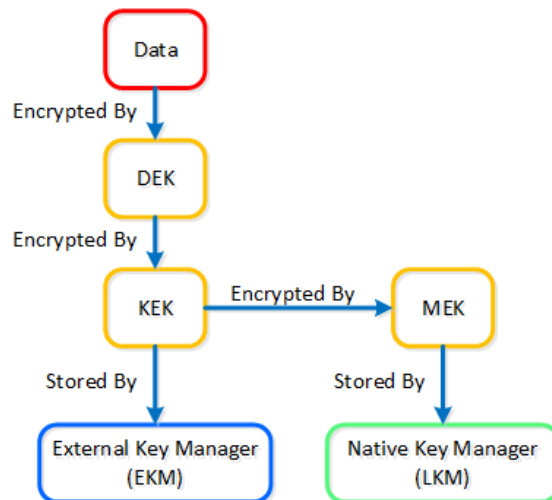 Data
Encrypted By
DEK
Encrypted By
KEK
Encrypted By
MEK
Stored By
Stored By
External Key Manager
(EKM)
Native Key Manager
(LKM)